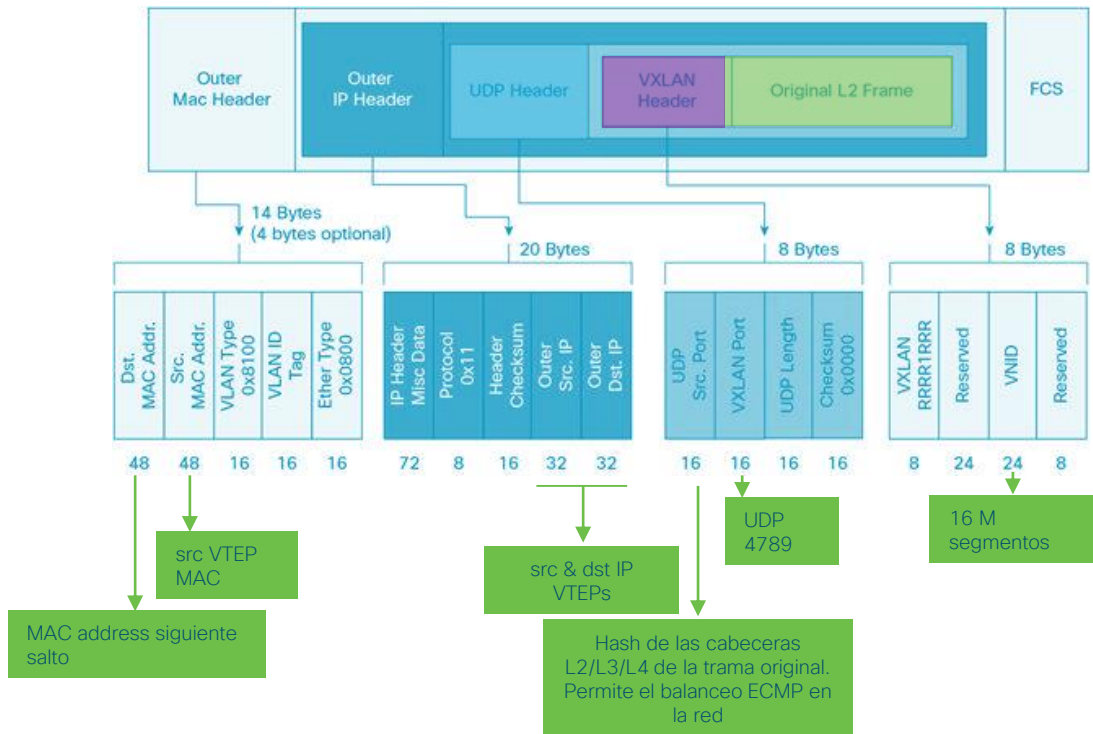 Outer
Mac Header
Outer
IP Header
UDP Header
VXLAN
Header
Original L2 Frame
FCS
14 Bytes
(4 bytes optional)
20 Bytes
8 Bytes
8 Bytes
Dst.
MAC Addr.
Src.
MAC Addr.
VLAN Type
0x8100
VLAN ID
Tag
Ether Type
0x0800
IP Header
Misc Data
Protocol
0x11
Header
Checksum
Outer
Src. IP
Outer
Dst. IP
UDP
Src. Port
VXLAN Port
UDP Length
Checksum
0x0000
VXLAN
RRRR1RRR
Reserved
VNID
Reserved
48 48 16 16 16
72 8 16 32 32
16 16 16 16
8 24 24 8
src VTEP
MAC
MAC address siguiente
salto
src & dst IP
VTEPs
UDP
4789
16 M
segmentos
Hash de las cabeceras
L2/L3/L4 de la trama original.
Permite el balanceo ECMP en
la red